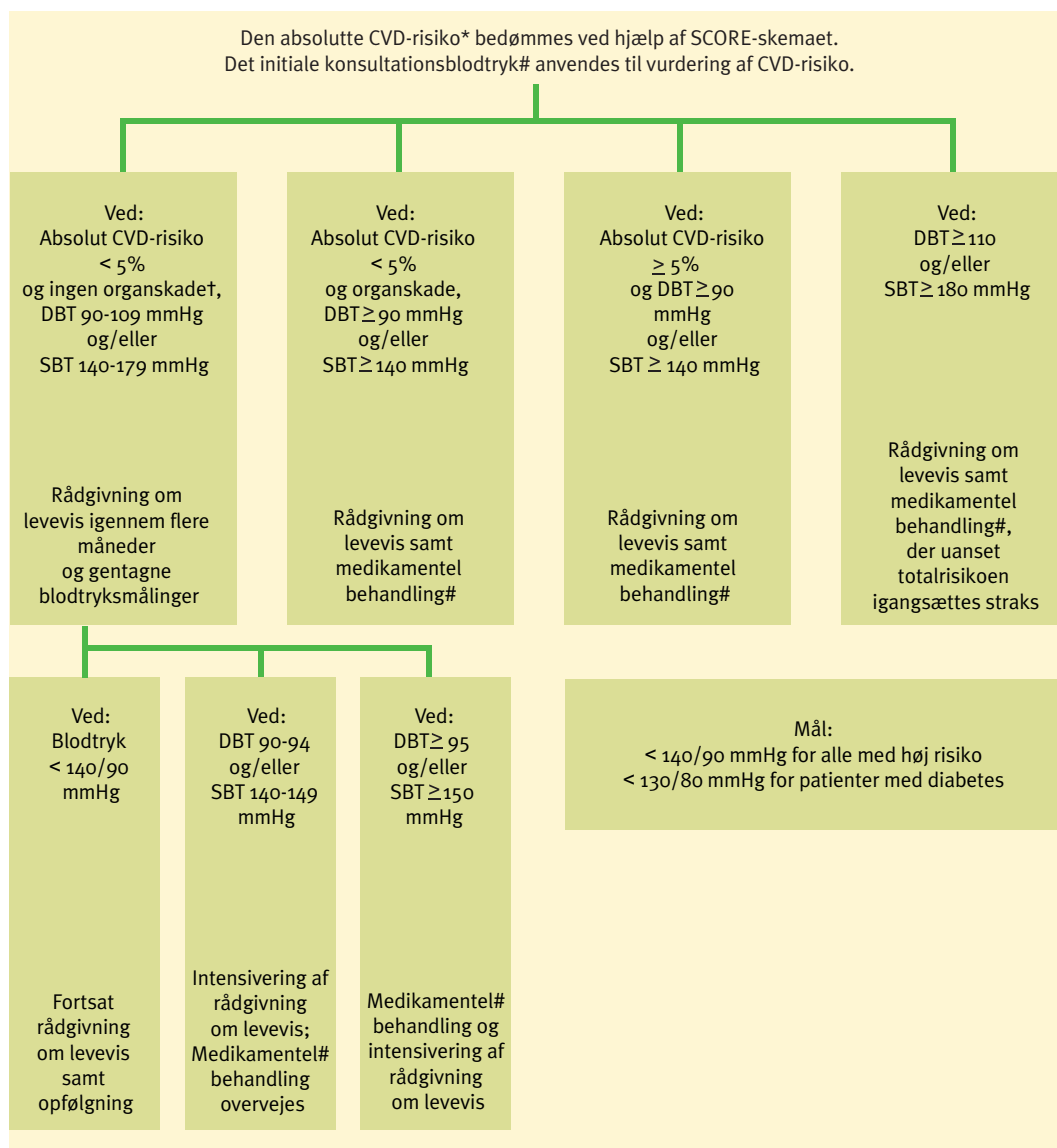 Den absolutte CVD-risiko* bedømmes ved hjælp af SCORE-skemaet.
Det initiale konsultationsblodtryk# anvendes til vurdering af CVD-risiko.
Ved:
Absolut CVD-risiko
< 5%
og ingen organskade†,
DBT 90-109 mmHg
og/eller
SBT 140-179 mmHg
Rådgivning om
levevis igennem flere
måneder
og gentagne
blodtryksmålinger
Ved:
Absolut CVD-risiko
< 5%
og organskade,
DBT ≥ 90 mmHg
og/eller
SBT ≥ 140 mmHg
Rådgivning om
levevis samt
medikamentel
behandling#
Ved:
Absolut CVD-risiko
≥ 5%
og DBT ≥ 90
mmHg
og/eller
SBT ≥ 140 mmHg
Rådgivning om
levevis samt
medikamentel
behandling#
Ved:
DBT ≥ 110
og/eller
SBT ≥ 180 mmHg
Rådgivning om
levevis samt
medikamentel
behandling#,
der uanset
totalrisikoen
igangsættes straks
Ved:
Blodtryk
< 140/90
mmHg
Fortsat
rådgivning
om levevis
samt
opfølgning
Ved:
DBT 90-94
og/eller
SBT 140-149
mmHg
Intensivering af
rådgivning
om levevis;
Medikamentel#
behandling
overvejes
Ved:
DBT ≥ 95
og/eller
SBT ≥150
mmHg
Medikamentel#
behandling og
intensivering af
rådgivning
om levevis
Mål:
< 140/90 mmHg for alle med høj risiko
< 130/80 mmHg for patienter med diabetes